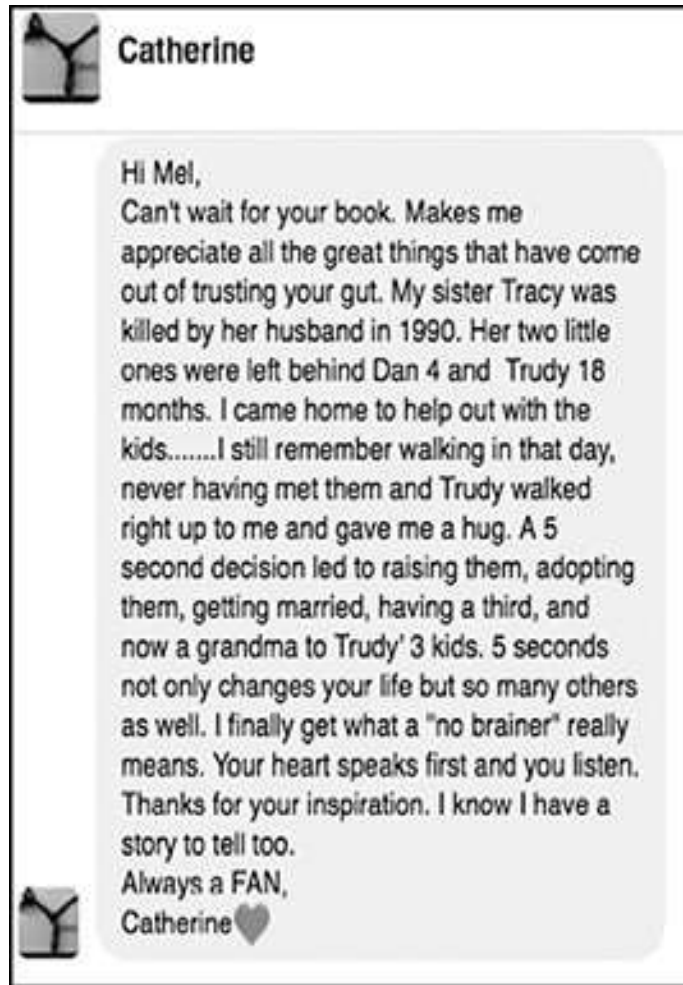 Catherine
Hi Mel,
Can't wait for your book. Makes me
appreciate all the great things that have come
out of trusting your gut. My sister Tracy was
killed by her husband in 1990. Her two little
ones were left behind Dan 4 and  Trudy 18
months. I came home to help out with the
kids.......I still remember walking in that day,
never having met them and Trudy walked
right up to me and gave me a hug. A 5
second decision led to raising them, adopting
them, getting married, having a third, and
now a grandma to Trudy' 3 kids. 5 seconds
not only changes your life but so many others
as well. I finally get what a "no brainer" really
means. Your heart speaks first and you listen.
Thanks for your inspiration. I know I have a
story to tell too.
Always a FAN,
Catherine